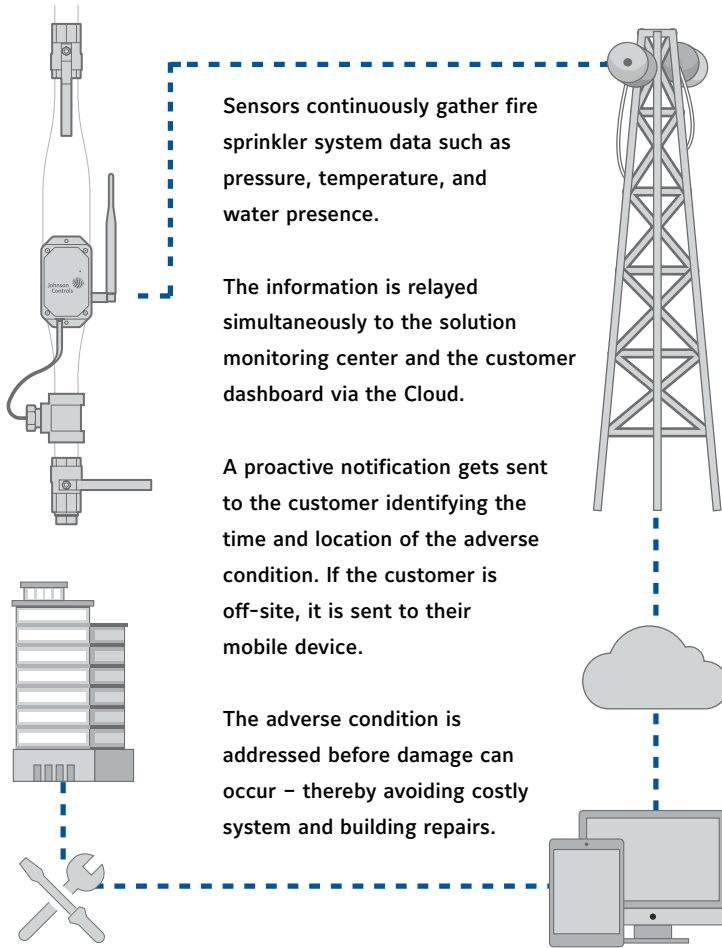 Sensors continuously gather fire
sprinkler system data such as
pressure, temperature, and
water presence.
Johnson
Controls
The information is relayed
simultaneously to the solution
monitoring center and the customer
dashboard via the Cloud.
A proactive notification gets sent
to the customer identifying the
time and location of the adverse
condition. If the customer is
off-site, it is sent to their
mobile device.
The adverse condition is
addressed before damage can
occur – thereby avoiding costly
system and building repairs.